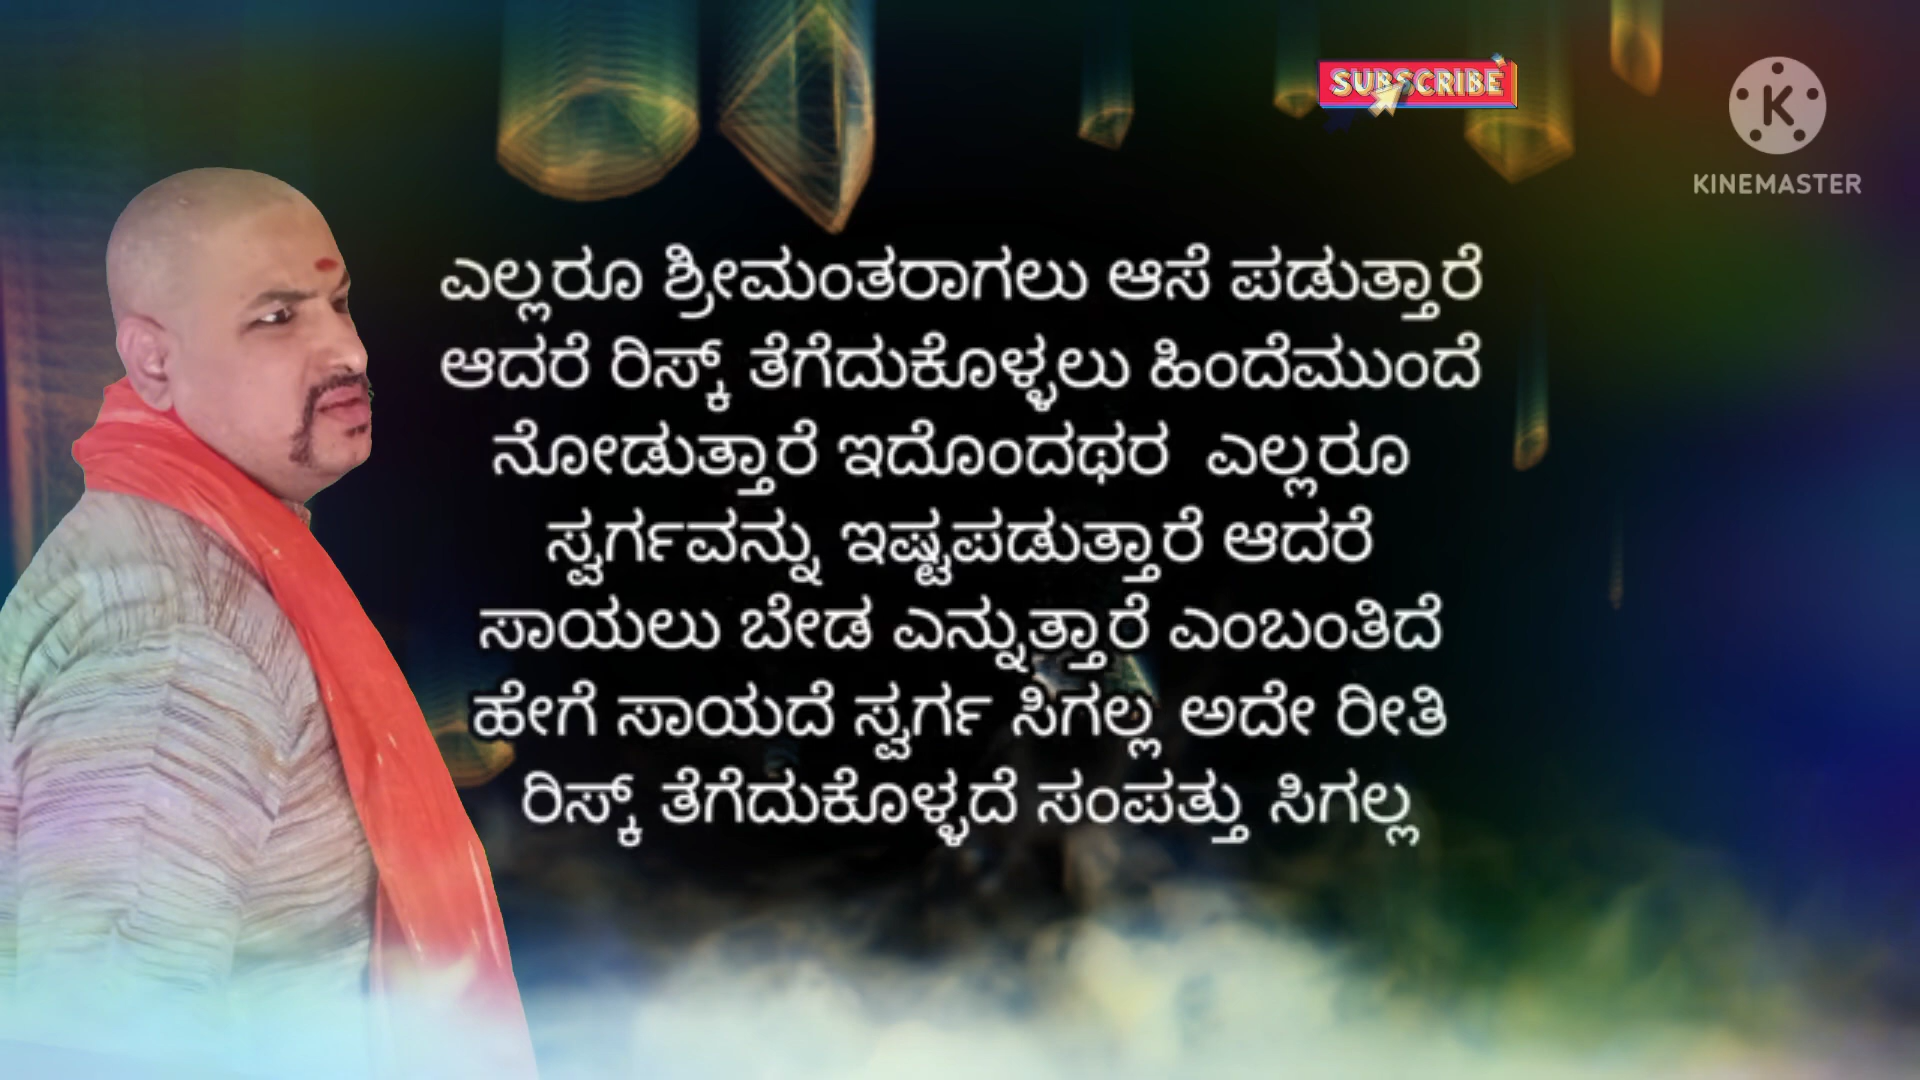 SUBSCRIBE
K
KINEMASTER
ಎಲ್ಲರೂ ಶ್ರೀಮಂತರಾಗಲು ಆಸೆ ಪಡುತ್ತಾರೆ
ಆದರೆ ರಿಸ್ಕ್ ತೆಗೆದುಕೊಳ್ಳಲು ಹಿಂದೆಮುಂದೆ
ನೋಡುತ್ತಾರೆ ಇದೊಂದಥರ ಎಲ್ಲರೂ
ಸ್ವರ್ಗವನ್ನು ಇಷ್ಟಪಡುತ್ತಾರೆ ಆದರೆ
ಸಾಯಲು ಬೇಡ ಎನ್ನುತ್ತಾರೆ ಎಂಬಂತಿದೆ
ಹೇಗೆ ಸಾಯದೆ ಸ್ವರ್ಗ ಸಿಗಲ್ಲ ಅದೇ ರೀತಿ
ರಿಸ್ಕ್ ತೆಗೆದುಕೊಳ್ಳದೆ ಸಂಪತ್ತು ಸಿಗಲ್ಲ